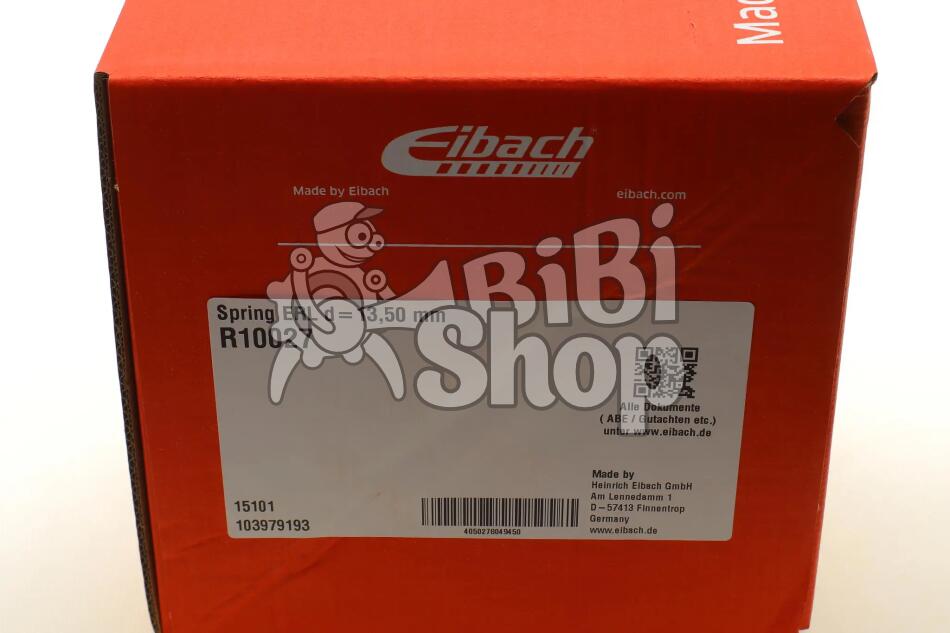 Mad
Eibach
Made by Eibach
eibach.com
BiBi
Shop
Spring ERL d = 13,50 mm
R10027
Alle Dokumente
( ABE / Gutachten etc.)
unter www.eibach.de
Made by
Heinrich Eibach GmbH
Am Lennedamm 1
D-57413 Finnentrop
Germany
www.eibach.de
15101
103979193
4050278049450